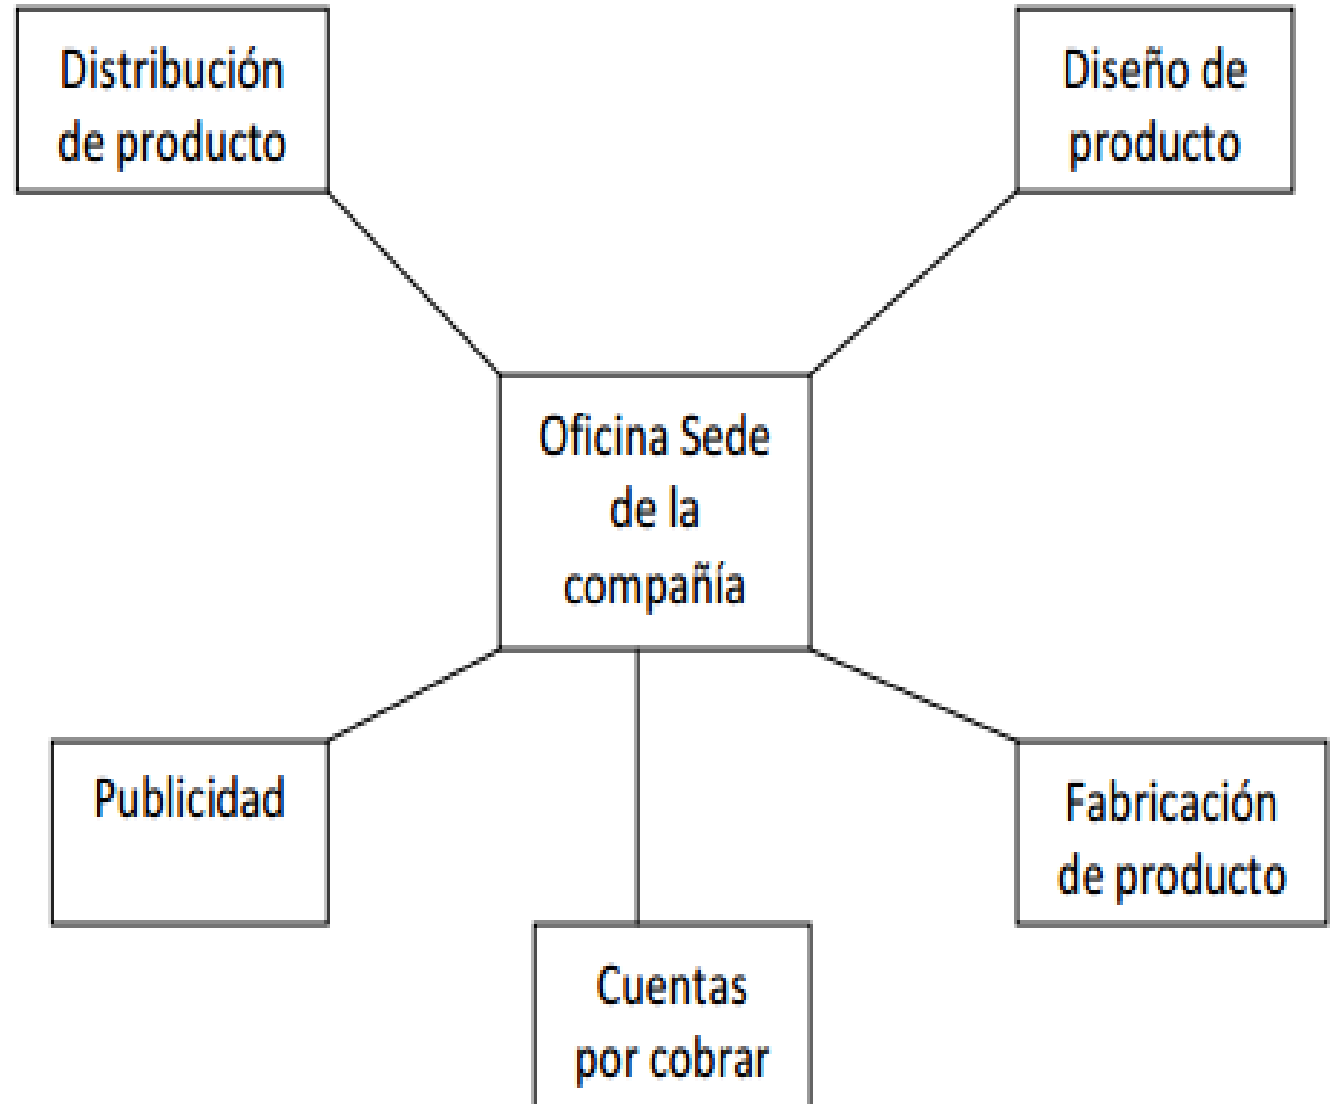 Distribución
de producto
Diseño de
producto
Oficina Sede
de la
compañía
Publicidad
Fabricación
de producto
Cuentas
por cobrar